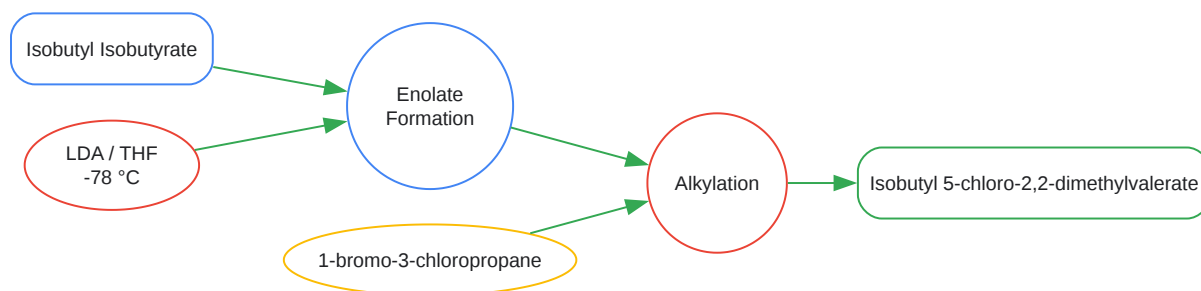 Isobutyl Isobutyrate
LDA / THF
-78 °C
Enolate
Formation
1-bromo-3-chloropropane
Alkylation
Isobutyl 5-chloro-2,2-dimethylvalerate